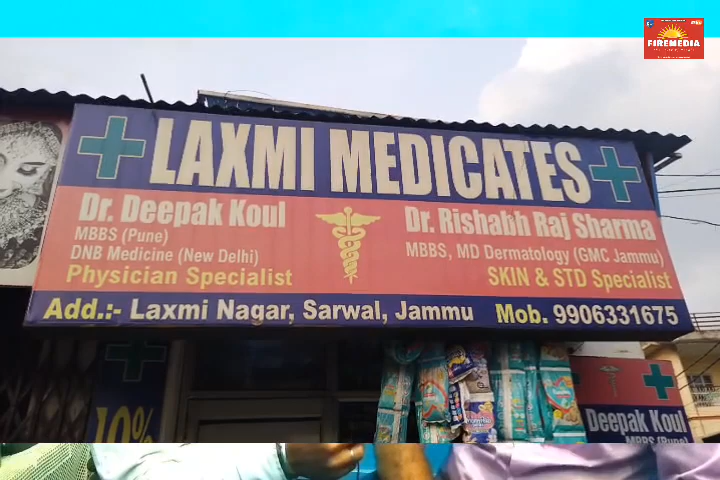 FIREMEDIA
LAXMI MEDICATES
Dr. Deepak Koul
MBBS (Pune)
DNB Medicine (New Delhi)
Physician Specialist
Dr. Rishabh Raj Sharma
MBBS, MD Dermatology (GMC Jammu)
SKIN & STD Specialist
Add.:- Laxmi Nagar, Sarwal, Jammu Mob. 9906331675
10%
Deepak Koul
MBBS (Pune)